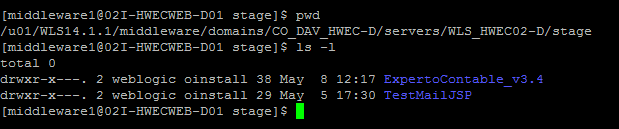 [middleware1@02I-HWECWEB-D01 stage]$ pwd
/u01/WLS14.1.1/middleware/domains/CO_DAV_HWEC-D/servers/WLS_HWEC02-D/stage
[middleware1@02I-HWECWEB-D01 stage]$ ls -l
total 0
drwxr-x---. 2 weblogic oinstall 38 May  8 12:17 ExpertoContable_v3.4
drwxr-x---. 2 weblogic oinstall 29 May  5 17:30 TestMailJSP
[middleware1@02I-HWECWEB-D01 stage]$